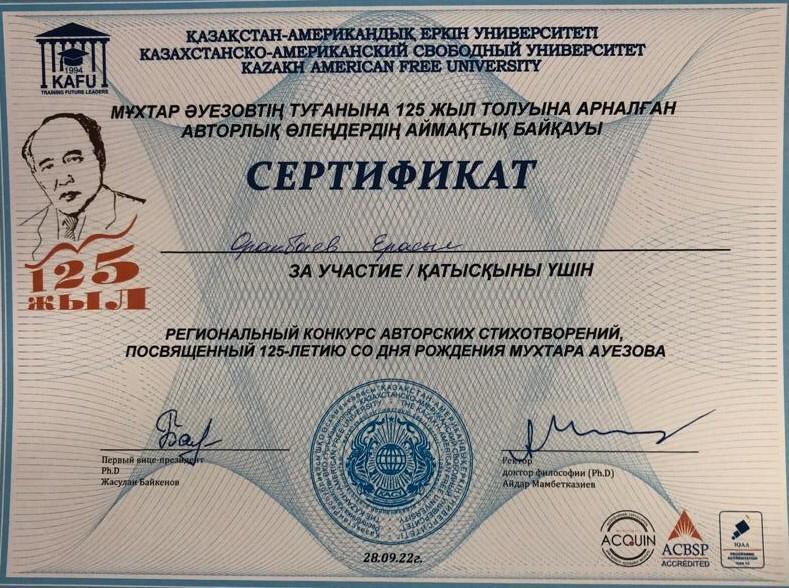 ҚАЗАҚСТАН-АМЕРИКАНДЫҚ ЕРКІН УНИВЕРСИТЕТІ
КАЗАХСТАНСКО-АМЕРИКАНСКИЙ СВОБОДНЫЙ УНИВЕРСИТЕТ
KAZAKH AMERICAN FREE UNIVERSITY
1994
KAFU
TRAINING FUTURE LEADERS
МҰХТАР ӘУЕЗОВТІҢ ТУҒАНЫНА 125 ЖЫЛ ТОЛУЫНА АРНАЛҒАН
АВТОРЛЫҚ ӨЛЕҢДЕРДІҢ АЙМАҚТЫҚ БАЙҚАУЫ
СЕРТИФИКАТ
Оралбаев Ерасыл
125
ЖЫЛ
ЗА УЧАСТИЕ / ҚАТЫСҚЫНЫ ҮШІН
РЕГИОНАЛЬНЫЙ КОНКУРС АВТОРСКИХ СТИХОТВОРЕНИЙ,
ПОСВЯЩЕННЫЙ 125-ЛЕТИЮ СО ДНЯ РОЖДЕНИЯ МУХТАРА АУЕЗОВА
Первый вице-президент
Ph.D
Жасулан Байкенов
Ректор
доктор философии (Ph.D)
Айдар Мамбетказиев
28.09.22г.
ACQUIN
ACBSP
ACCREDITED
IQAA